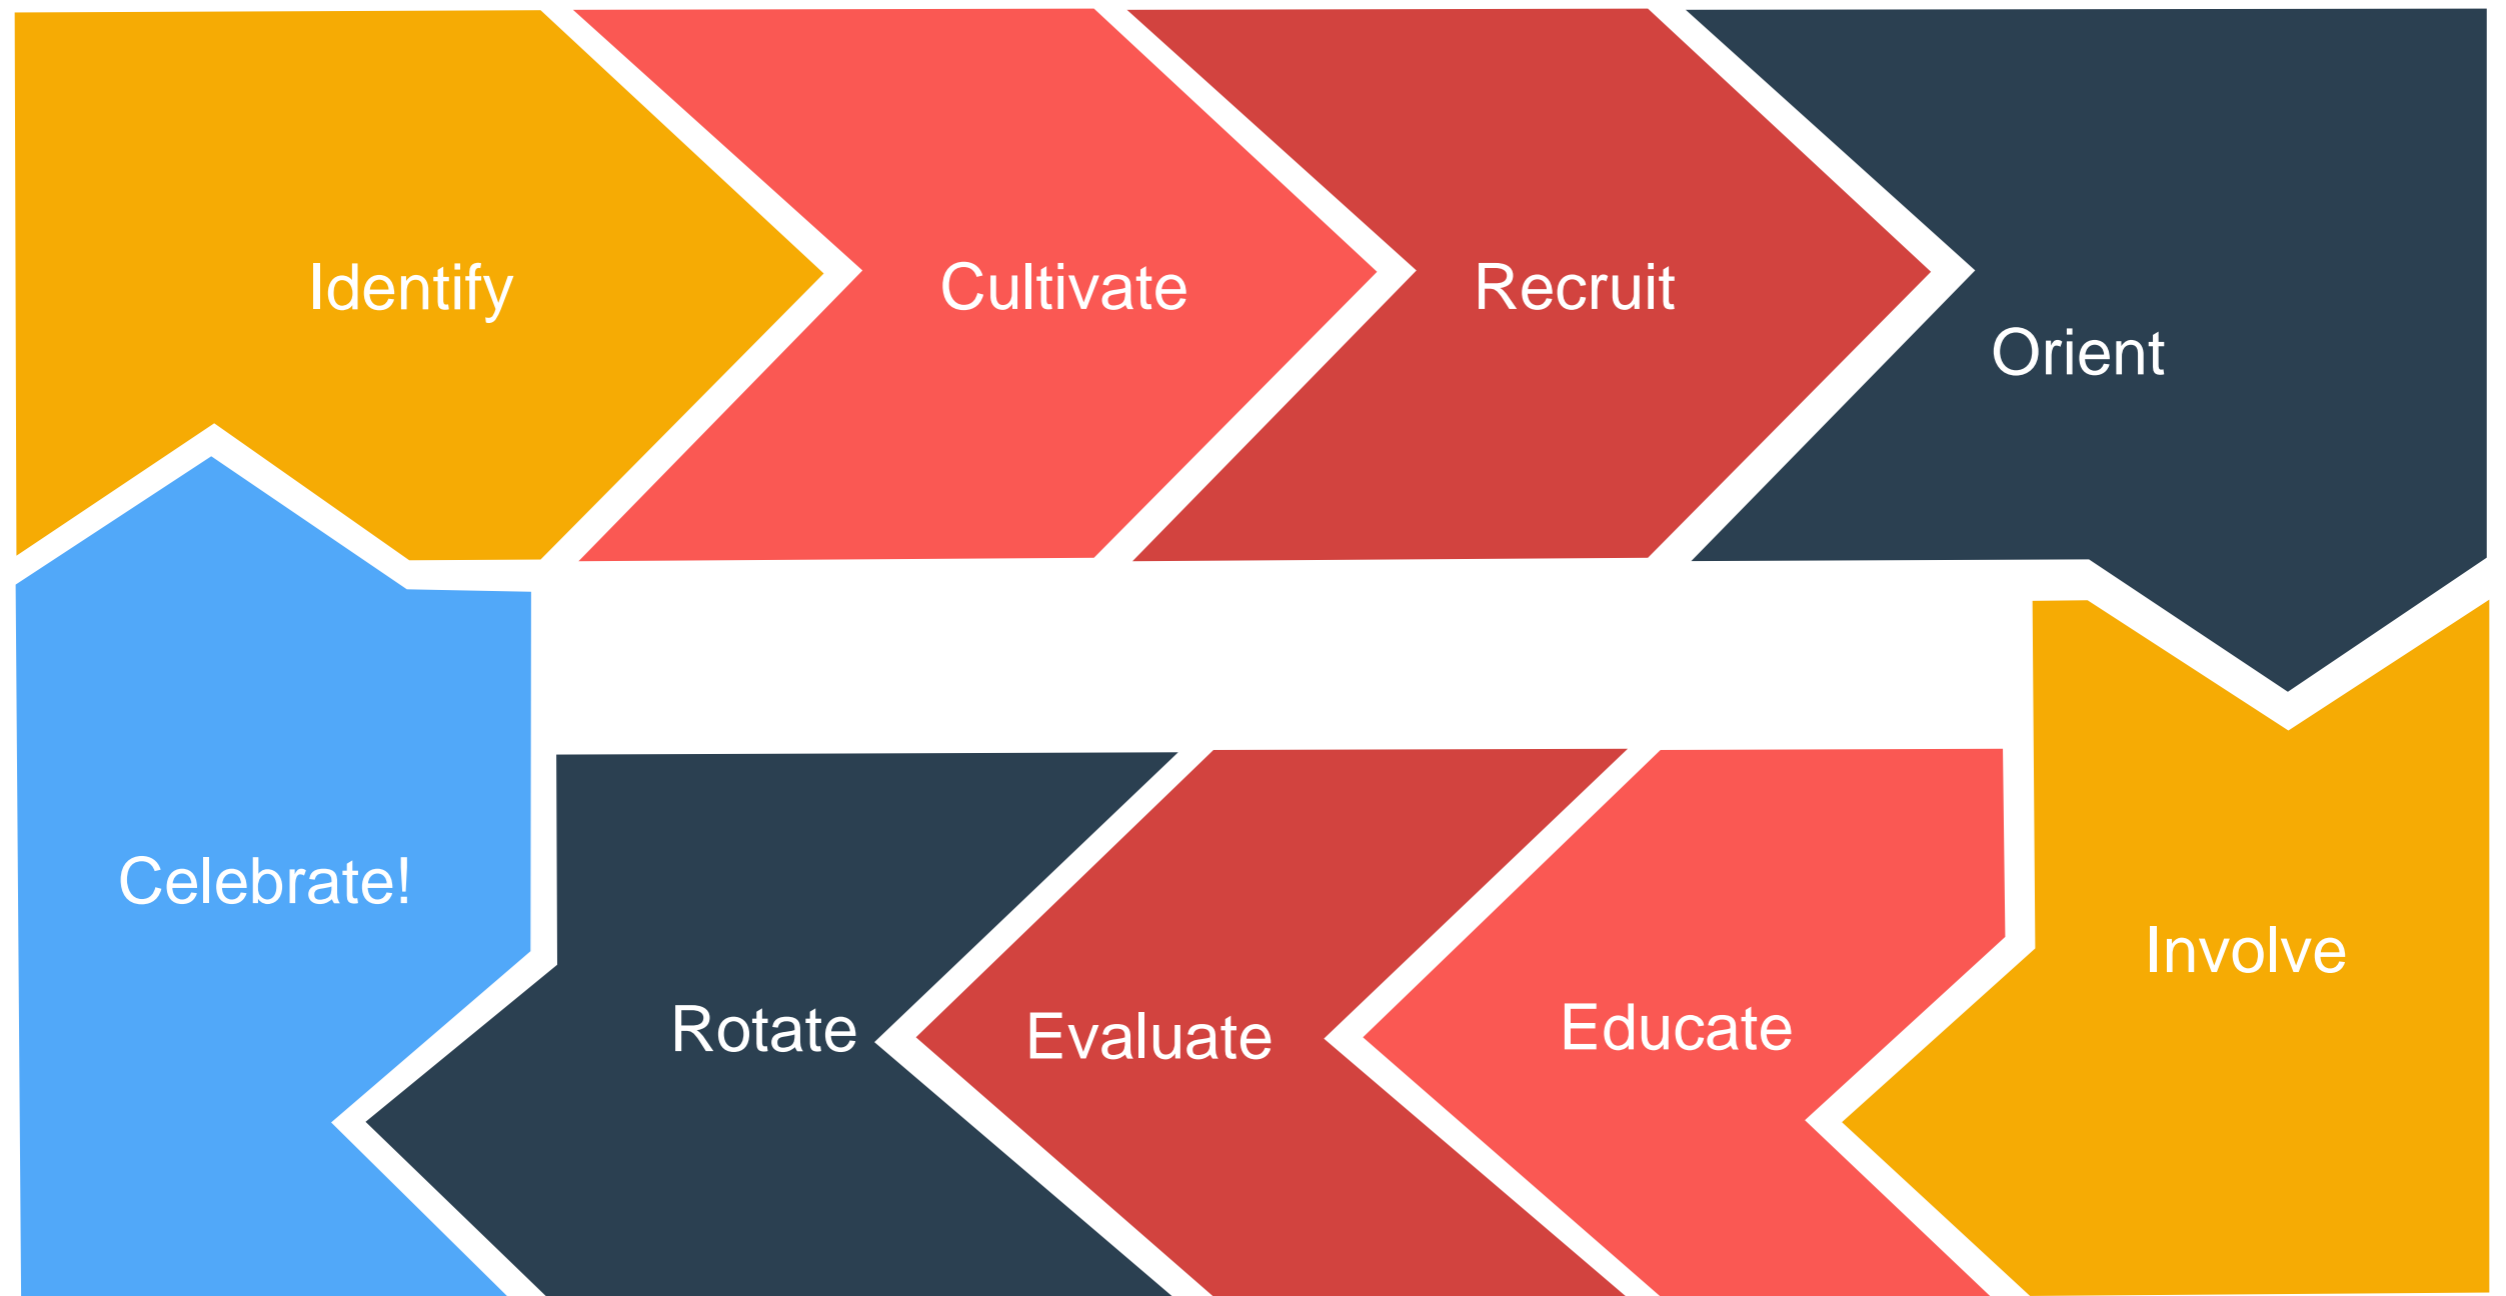 Identify
Cultivate
Recruit
Orient
Involve
Educate
Evaluate
Rotate
Celebrate!